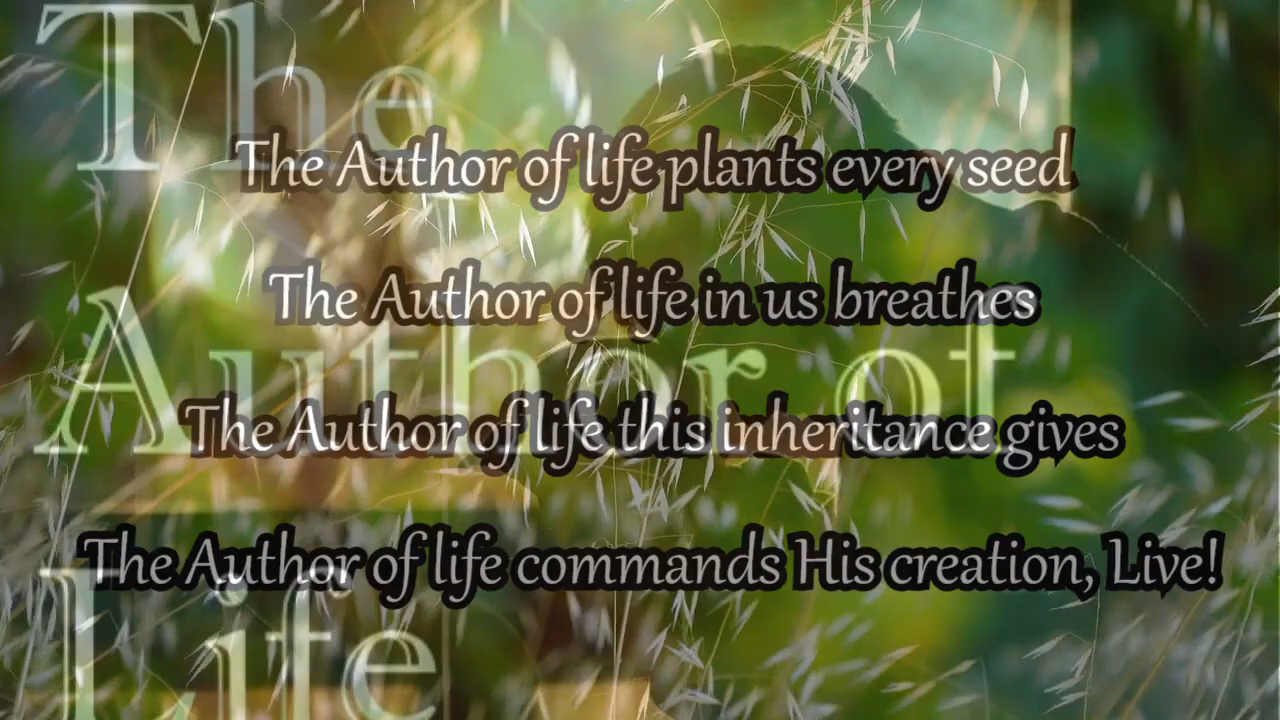 The
The Author of life plants every seed
The Author of life in us breathes
Author of
The Author of life this inheritance gives
The Author of life commands His creation, Live!
Life